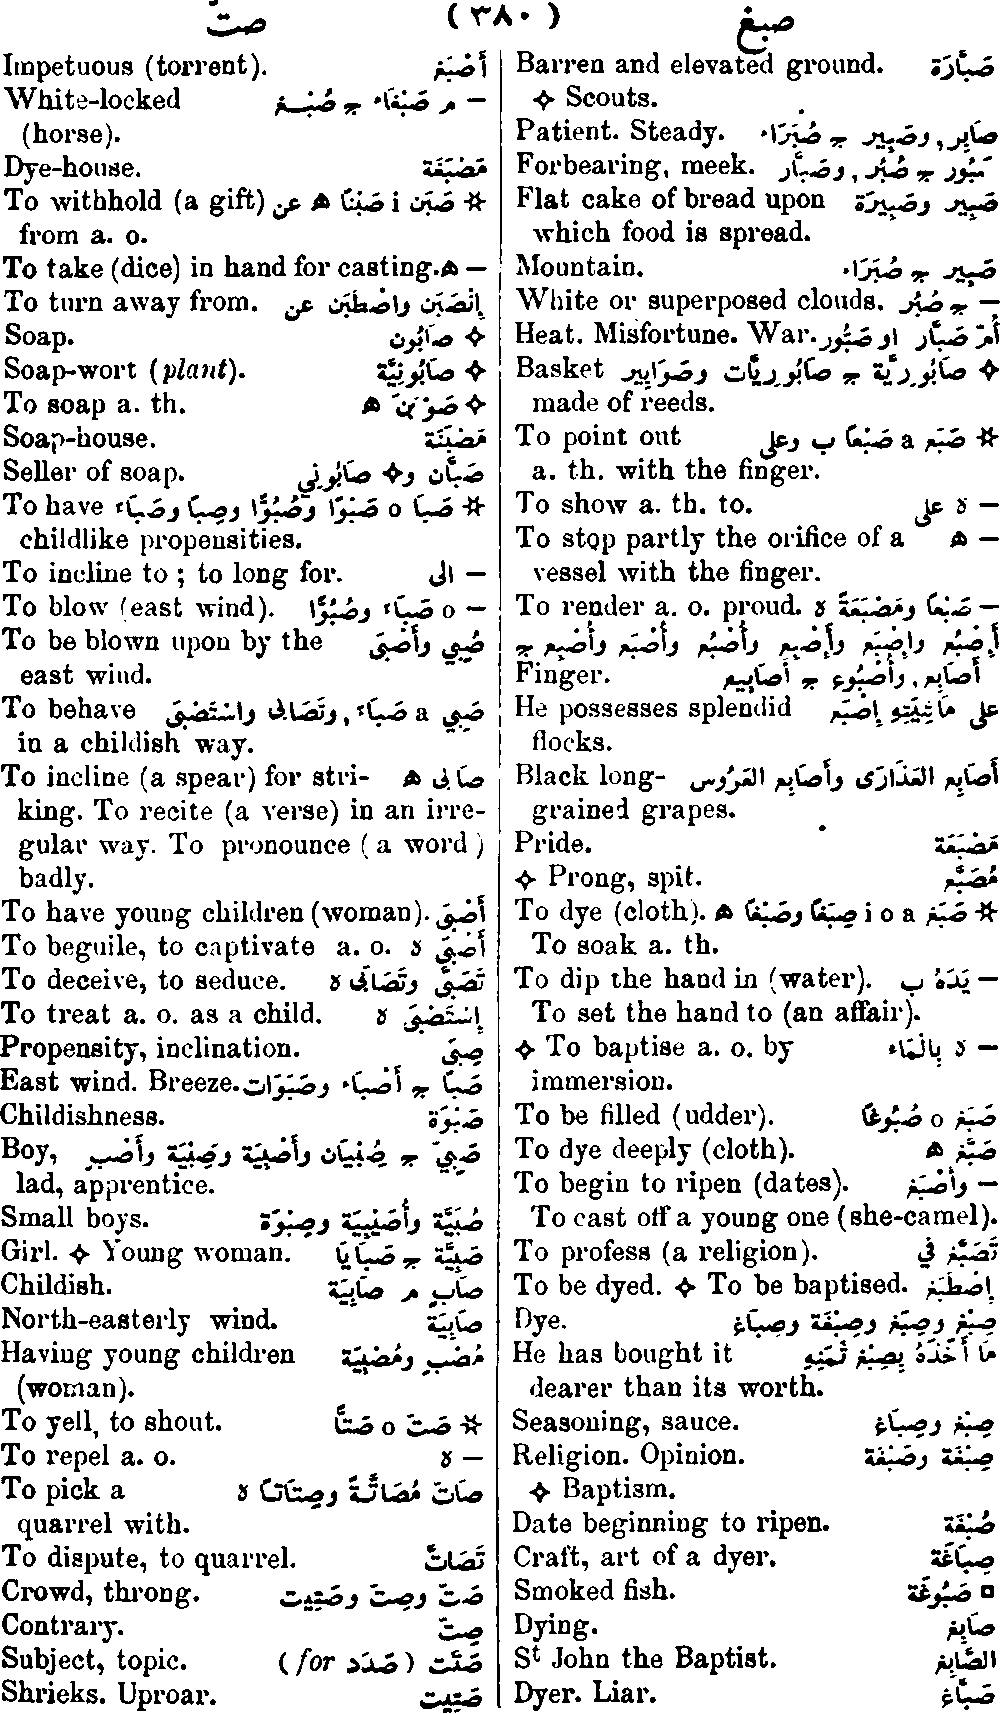 صبغ ( ٣٨٠ ) صتّ
Barren and elevated ground. صَبَّارَة
✧ Scouts.
Patient. Steady. صَابِر, وصَبِير ج صُبَرَاء
Forbearing, meek. صَبُور ج صُبُر, وصَبَّار
Flat cake of bread upon صَبِير وصَبِيرَة
which food is spread.
Mountain. صَبِير ج صُبَرَاء
White or superposed clouds. — ج صُبُر
Heat. Misfortune. War. أُمّ صَبَّار او صَبُّور
Basket ✧ صَابُورِيَّة ج صَابُورِيَّات وصَوَابِير
made of reeds.
To point out ✲ صَبَع a صَبْعًا ب وعلى
a. th. with the finger.
To show a. th. to. — ه على
To stop partly the orifice of a — ه
vessel with the finger.
To render a. o. proud. — صَبْعًا ومَصْبَعَةً ه
إِصْبَع وإِصْبِع وأُصْبُع وأَصْبَع وأَصْبِع ج
Finger. أَصَابِع, وأُصْبُوع ج أَصَابِيع
He possesses splendid على مَاشِيَتِهِ إِصْبَع
flocks.
Black long- أَصَابِع العَذَارَى وأَصَابِع العَرُوس
grained grapes.
Pride. مَصْبَعَة
✧ Prong, spit. مُصَبَّع
To dye (cloth). ✲ صَبَغ i o a صِبَغًا وصَبْغًا ه
To soak a. th.
To dip the hand in (water). — يَدَهُ ب
To set the hand to (an affair).
✧ To baptise a. o. by — ه بِالْمَاء
immersion.
To be filled (udder). صَبَغ o صُبُوغًا
To dye deeply (cloth). صَبَّغ ه
To begin to ripen (dates). — وأَصْبَغ
To cast off a young one (she-camel).
To profess (a religion). تَصَبَّغ في
To be dyed. ✧ To be baptised. إِصْطَبَغ
Dye. صِبْغ وصِبَغ وصِبْغَة وصِبَاغ
He has bought it مَا أَخَذَهُ بِصِبْغ ثَمَنِهِ
dearer than its worth.
Seasoning, sauce. صِبْغ وصِبَاغ
Religion. Opinion. صِبْغَة وصَبْغَة
✧ Baptism.
Date beginning to ripen. صُبْغَة
Craft, art of a dyer. صِبَاغَة
Smoked fish. □ صَبُوغَة
Dying. صَابِغ
St John the Baptist. الصَّابِغ
Dyer. Liar. صَبَّاغ
Impetuous (torrent). أَصْبَغ
White-locked — م صَبْغَاء ج صُبْغ
(horse).
Dye-house. مَصْبَغَة
To withhold (a gift) ✲ صَبَن i صَبْنًا ه عن
from a. o.
To take (dice) in hand for casting. — ه
To turn away from. إِنْصَبَن واصْطَبَن عن
Soap. ✧ صَابُون
Soap-wort (plant). ✧ صَابُونِيَّة
To soap a. th. ✧ صَوْبَنَ ه
Soap-house. مَصْبَنَة
Seller of soap. صَبَّان و✧ صَابُونِي
To have ✲ صَبَا o صَبْوًا وصُبُوًّا وصِبًا وصَبَاء
childlike propensities.
To incline to ; to long for. — الى
To blow (east wind). — o صَبَاء وصُبُوًّا
To be blown upon by the صُبِي وأَصْبَى
east wind.
To behave صَبِي a صَبَاء, وتَصَابى واسْتَصْبَى
in a childish way.
To incline (a spear) for stri- صَابى ه
king. To recite (a verse) in an irre-
gular way. To pronounce ( a word )
badly.
To have young children (woman). أَصْبَى
To beguile, to captivate a. o. أَصْبَى ه
To deceive, to seduce. تَصَبَّى وتَصَابَى ه
To treat a. o. as a child. إِسْتَصْبَى ه
Propensity, inclination. صِبًى
East wind. Breeze. صَبًا ج أَصْبَاء وصَبَوَات
Childishness. صَبْوَة
Boy, صَبِيّ ج صُبْيَان وأَصْبِيَة وصِبْيَة وأَصْبٍ
lad, apprentice.
Small boys. صُبَيَّة وأُصَيْبِيَة وصِبْوَة
Girl. ✧ Young woman. صَبِيَّة ج صَبَايَا
Childish. صَابٍ م صَابِيَة
North-easterly wind. صَابِيَة
Having young children مُصْبٍ ومُصْبِيَة
(woman).
To yell, to shout. ✲ صَتَّ o صَتًّا
To repel a. o. — ه
To pick a صَاتَّ مُصَاتَّةً وصِتَاتًا ه
quarrel with.
To dispute, to quarrel. تَصَاتَّ
Crowd, throng. صَتّ وصِتّ وصَتِيت
Contrary. صِتّ
Subject, topic. صَتَت ( for صَدَد )
Shrieks. Uproar. صَتِيت